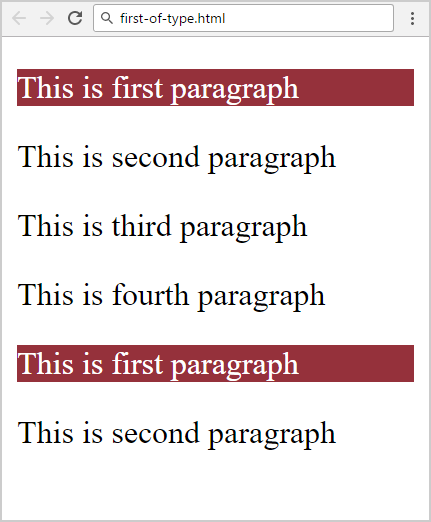 first-of-type.html
This is first paragraph
This is second paragraph
This is third paragraph
This is fourth paragraph
This is first paragraph
This is second paragraph